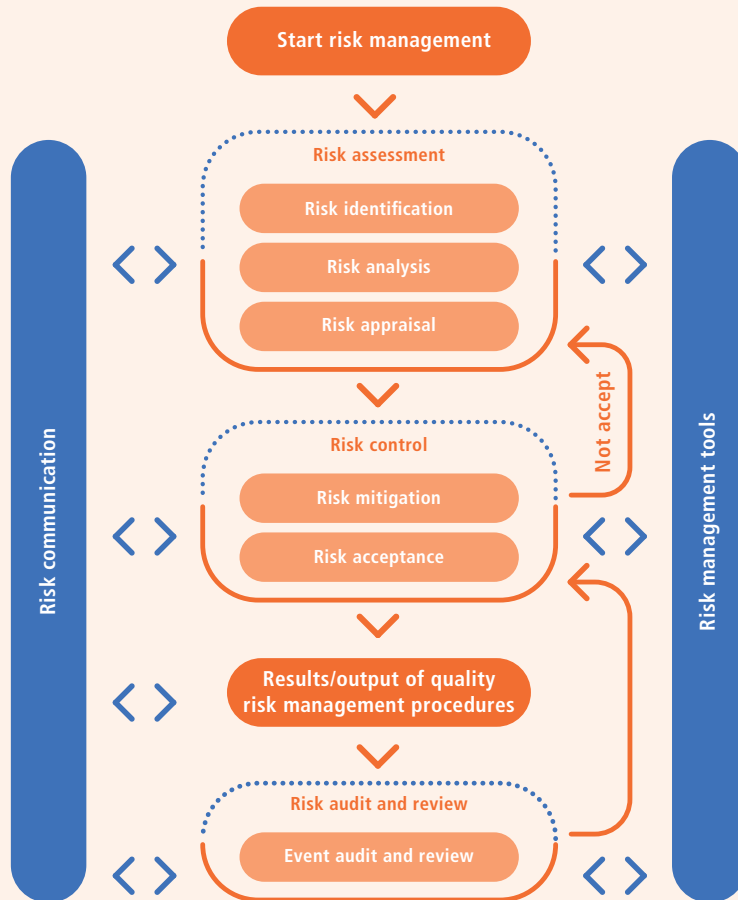 Start risk management
Risk assessment
Risk identification
Risk analysis
Risk appraisal
Not accept
Risk control
Risk mitigation
Risk acceptance
Risk communication
Risk management tools
Results/output of quality
risk management procedures
Risk audit and review
Event audit and review